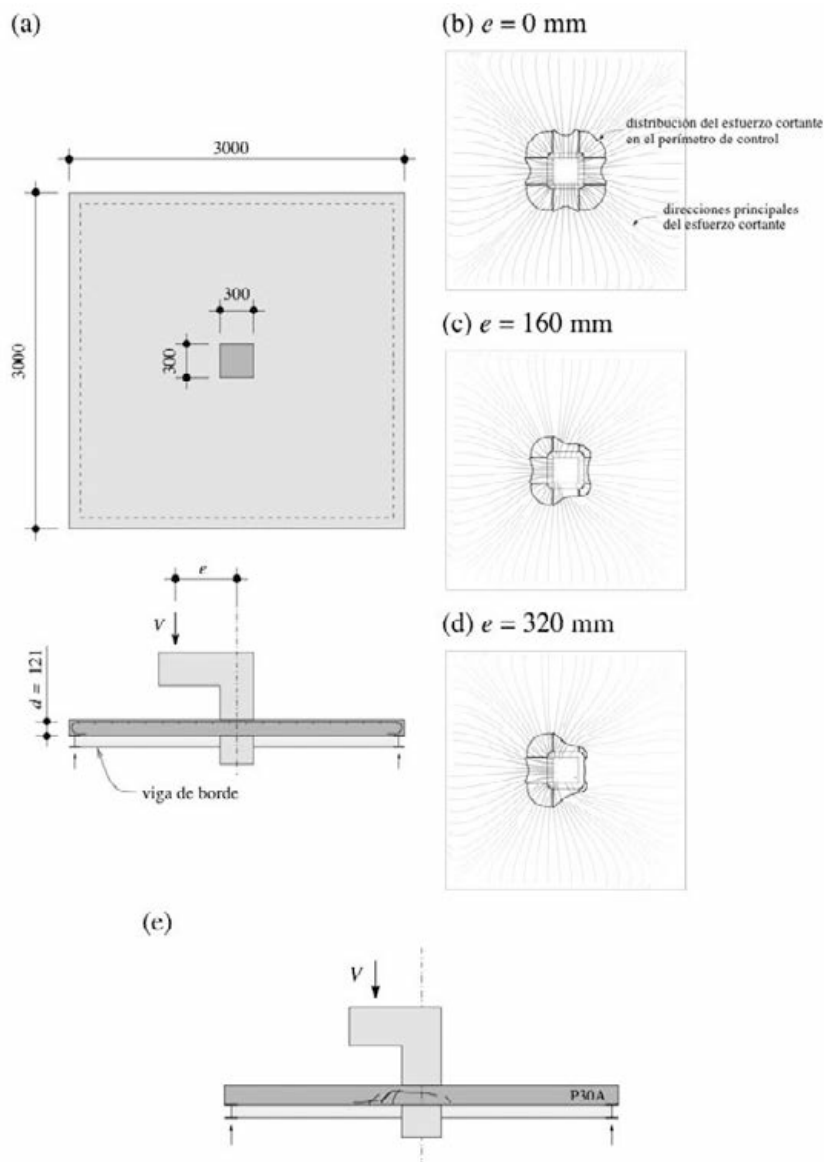 (a)
3000
3000
300
300
e
V
d = 121
viga de borde
(b) e = 0 mm
distribución del esfuerzo cortante
en el perímetro de control
direcciones principales
del esfuerzo cortante
(c) e = 160 mm
(d) e = 320 mm
(e)
V
P30A